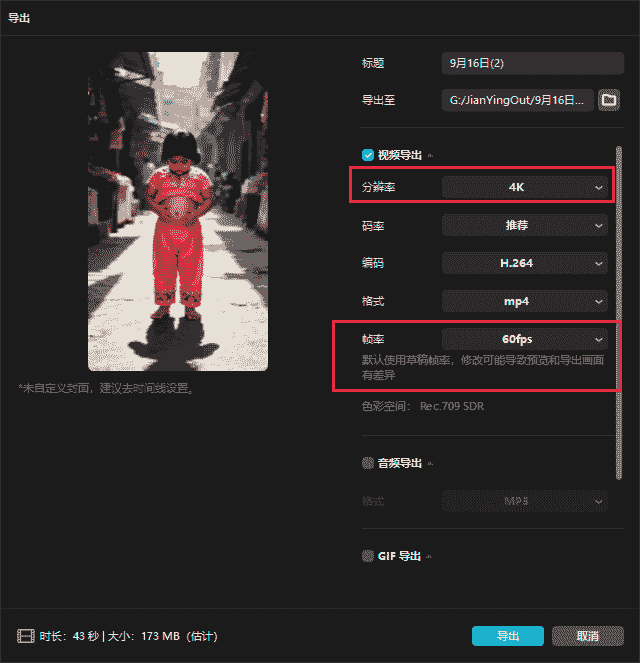 导出
标题 9月16日(2)
导出至 G:/JianYingOut/9月16日...
视频导出
分辨率 4K
码率 推荐
编码 H.264
格式 mp4
帧率 60fps
默认使用草稿帧率，修改可能导致预览和导出画面
有差异
*未自定义封面，建议去时间线设置。
色彩空间： Rec.709 SDR
音频导出
格式 MP3
GIF 导出
时长：43 秒 | 大小：173 MB（估计）
导出
取消